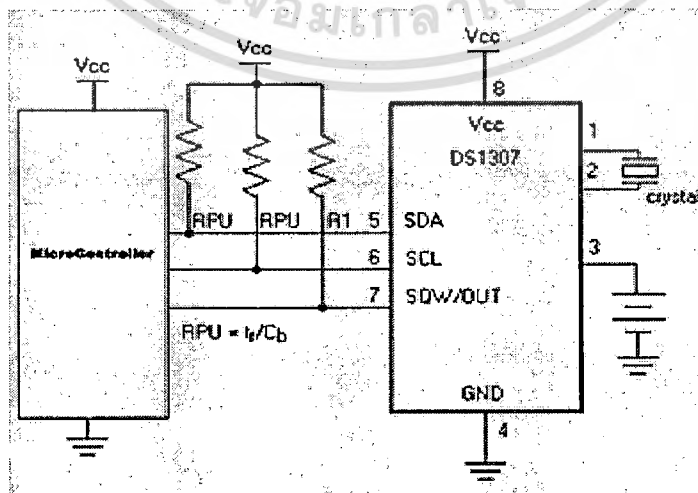 Vcc
Vcc
Vcc
8
Vcc
DS1307
1
2
crystal
RPU
RPU
R1
5
SDA
MicroController
6
SCL
3
7
SQW/OUT
RPU = tr/Cb
GND
4